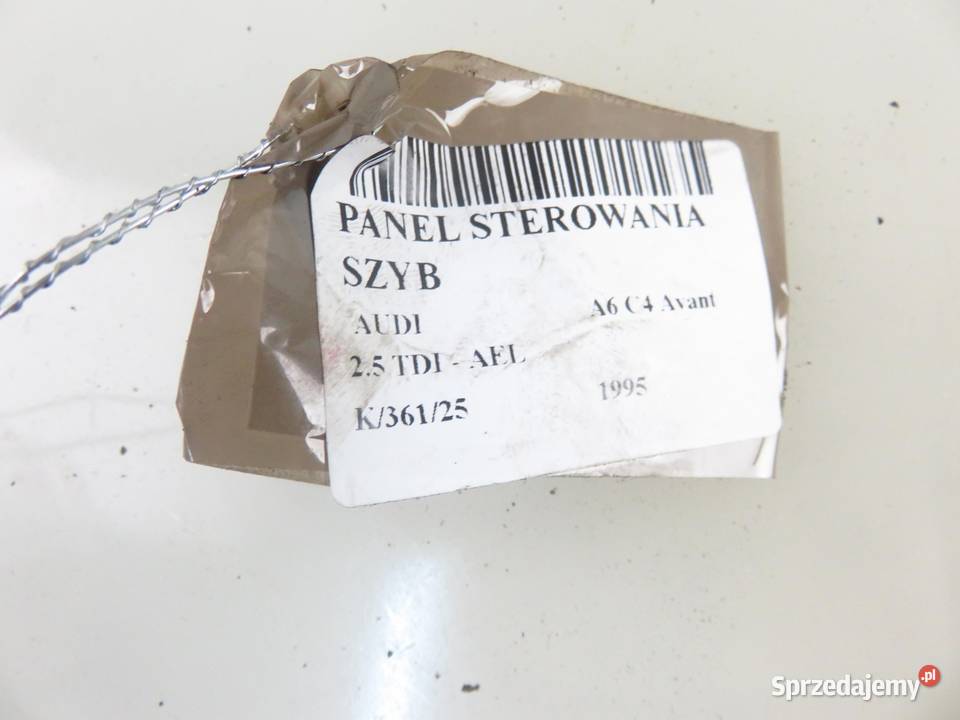 PANEL STEROWANIA
SZYB
AUDI A6 C4 Avant
2.5 TDI - AEL
K/361/25 1995
Sprzedajemy.pl